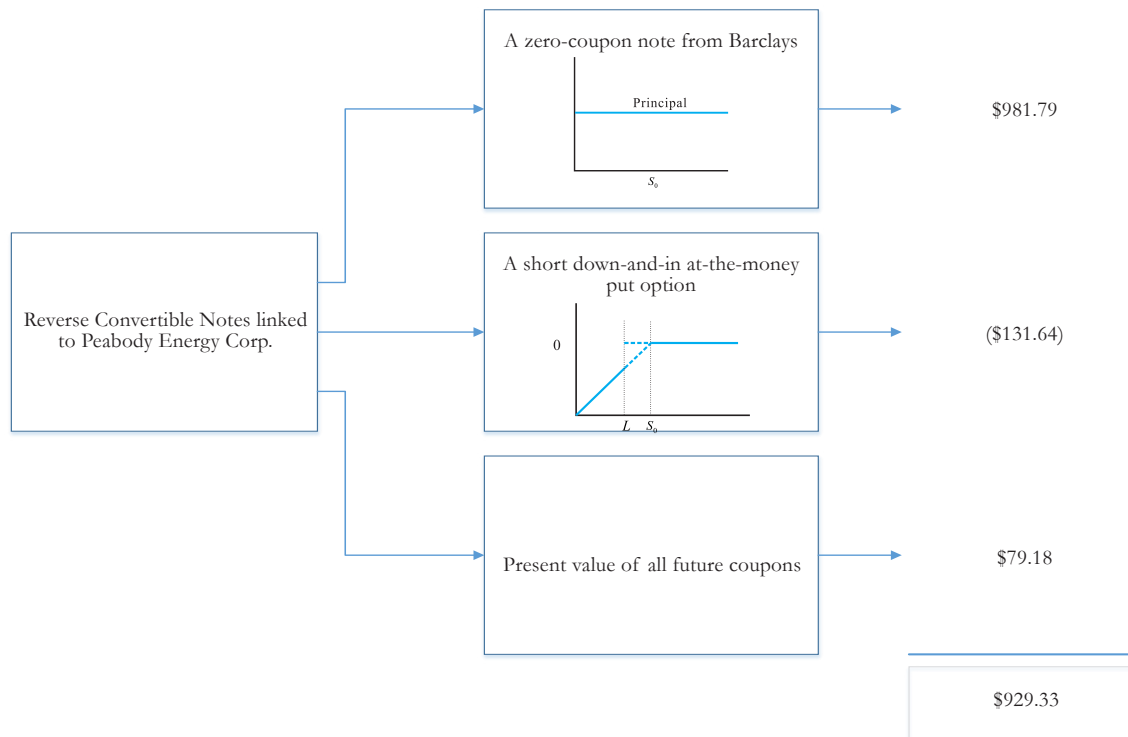 A zero-coupon note from Barclays
Principal
S₀
$981.79
Reverse Convertible Notes linked
to Peabody Energy Corp.
A short down-and-in at-the-money
put option
0
L S₀
($131.64)
Present value of all future coupons
$79.18
$929.33